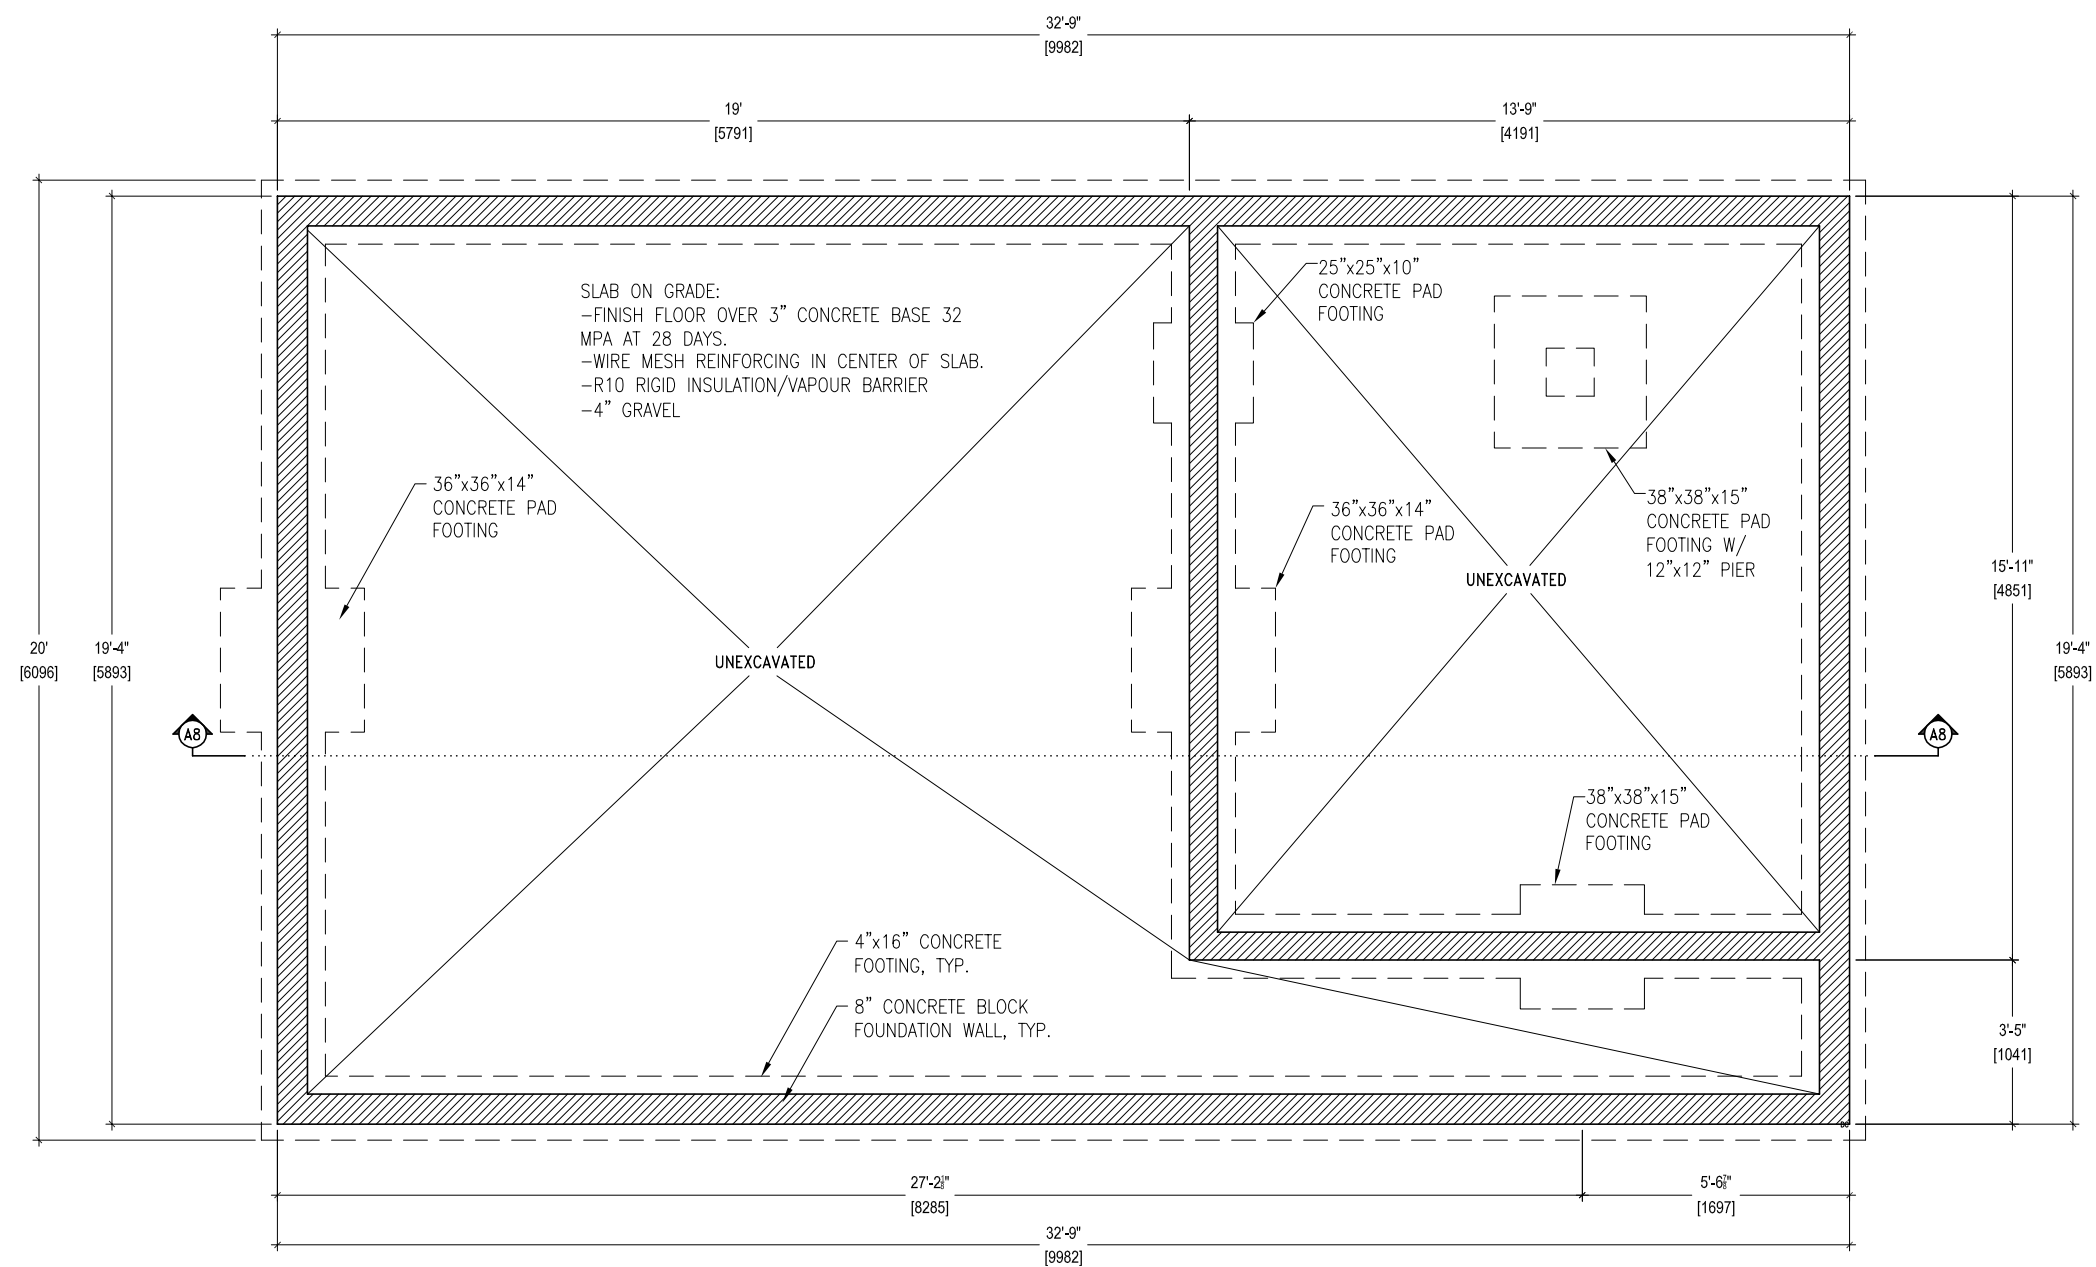 32'-9"
[9982]
19'
[5791]
13'-9"
[4191]
SLAB ON GRADE:
-FINISH FLOOR OVER 3" CONCRETE BASE 32
MPA AT 28 DAYS.
-WIRE MESH REINFORCING IN CENTER OF SLAB.
-R10 RIGID INSULATION/VAPOUR BARRIER
-4" GRAVEL
25"x25"x10"
CONCRETE PAD
FOOTING
36"x36"x14"
CONCRETE PAD
FOOTING
36"x36"x14"
CONCRETE PAD
FOOTING
38"x38"x15"
CONCRETE PAD
FOOTING W/
12"x12" PIER
UNEXCAVATED
15'-11"
[4851]
20'
[6096]
19'-4"
[5893]
UNEXCAVATED
19'-4"
[5893]
A8
A8
38"x38"x15"
CONCRETE PAD
FOOTING
4"x16" CONCRETE
FOOTING, TYP.
8" CONCRETE BLOCK
FOUNDATION WALL, TYP.
3'-5"
[1041]
27'-2⅛"
[8285]
5'-6⅞"
[1697]
32'-9"
[9982]